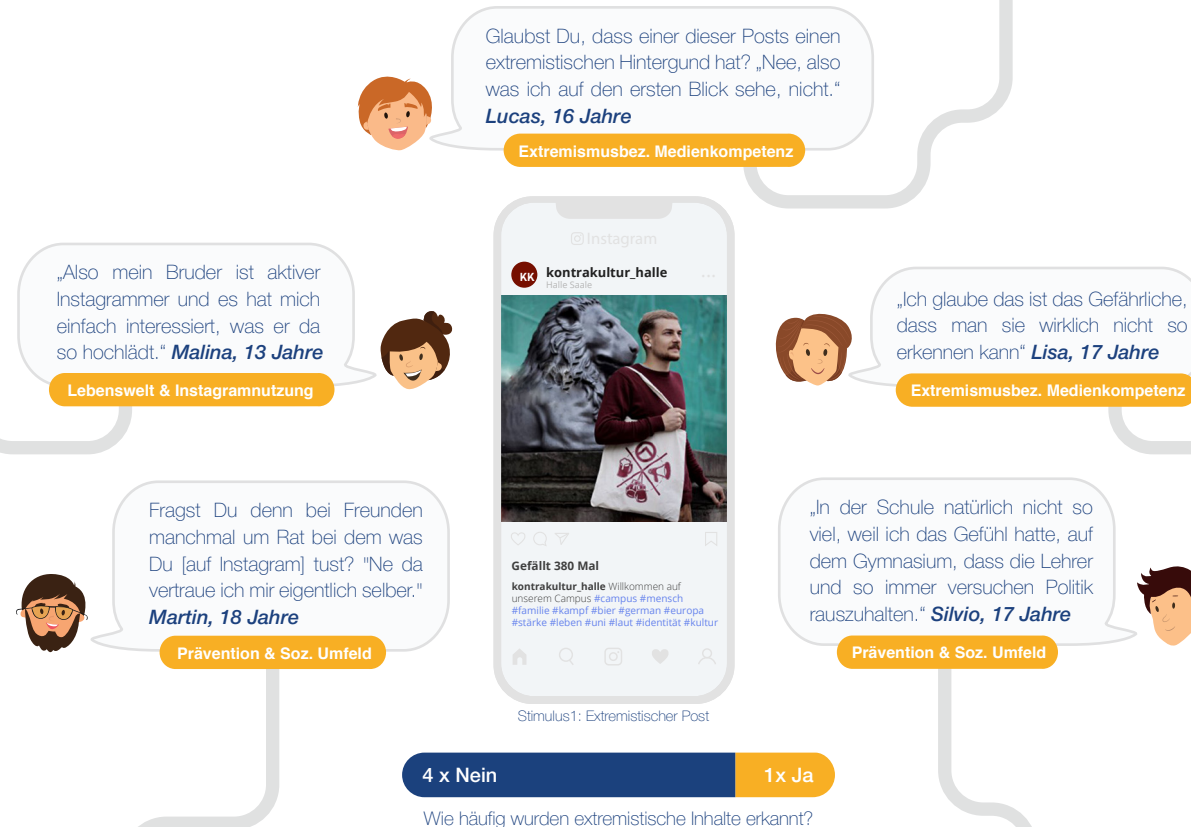 Glaubst Du, dass einer dieser Posts einen
extremistischen Hintergund hat? „Nee, also
was ich auf den ersten Blick sehe, nicht.“
Lucas, 16 Jahre
Extremismusbez. Medienkompetenz
„Also mein Bruder ist aktiver
Instagrammer und es hat mich
einfach interessiert, was er da
so hochlädt.“ Malina, 13 Jahre
Lebenswelt & Instagramnutzung
Instagram
KK
kontrakultur_halle
Halle Saale
„Ich glaube das ist das Gefährliche,
dass man sie wirklich nicht so
erkennen kann“ Lisa, 17 Jahre
Extremismusbez. Medienkompetenz
Fragst Du denn bei Freunden
manchmal um Rat bei dem was
Du [auf Instagram] tust? "Ne da
vertraue ich mir eigentlich selber."
Martin, 18 Jahre
Prävention & Soz. Umfeld
Gefällt 380 Mal
kontrakultur_halle Willkommen auf
unserem Campus #campus #mensch
#familie #kampf #bier #german #europa
#stärke #leben #uni #laut #identität #kultur
„In der Schule natürlich nicht so
viel, weil ich das Gefühl hatte, auf
dem Gymnasium, dass die Lehrer
und so immer versuchen Politik
rauszuhalten.“ Silvio, 17 Jahre
Prävention & Soz. Umfeld
Stimulus1: Extremistischer Post
4 x Nein
1x Ja
Wie häufig wurden extremistische Inhalte erkannt?